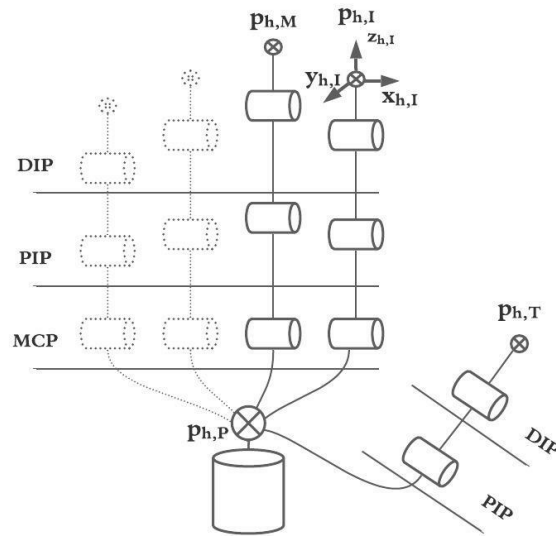 p_h,I
p_h,M
z_h,I
y_h,I
x_h,I
DIP
PIP
MCP
p_h,T
p_h,P
DIP
PIP